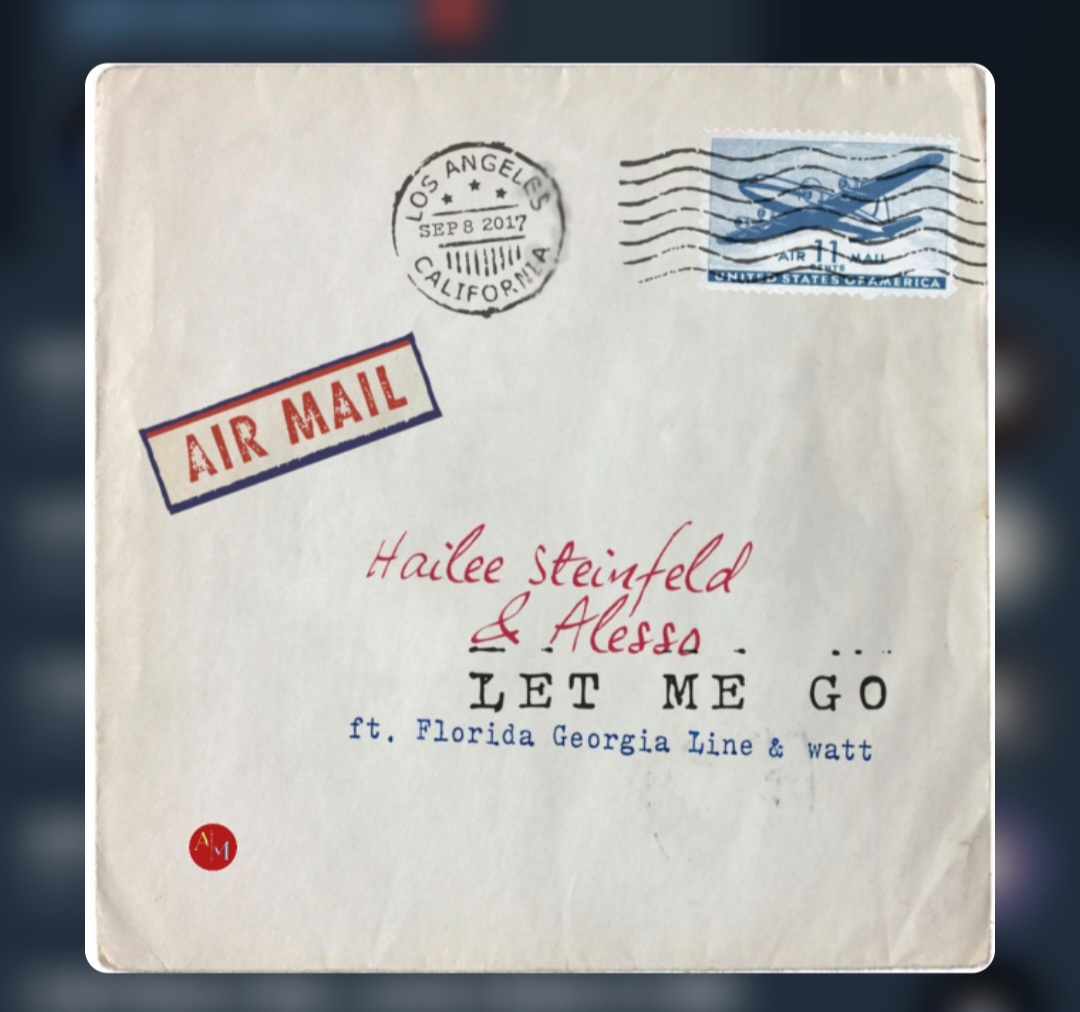 LOS ANGELES
SEP 8 2017
CALIFORNIA
AIR 11 MAIL
CENTS
UNITED STATES OF AMERICA
AIR MAIL
Hailee Steinfeld
& Alesso
LET ME GO
ft. Florida Georgia Line & watt
A|M